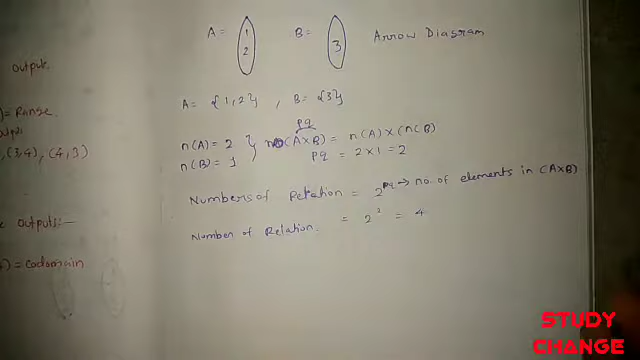 A = 1 2 B = 3 Arrow Diagram
output.
A = {1,2} , B = {3}
) = Range.
pq
n(A) = 2 } n(A×B) = n(A) × (n(B)
,(3,4), (4,3)
n(B) = 1 pq = 2×1 = 2
Numbers of Relation = 2^pq → no. of elements in (A×B)
outputs:—
Number of Relation. = 2^2 = 4
) = Codomain
STUDY
CHANGE